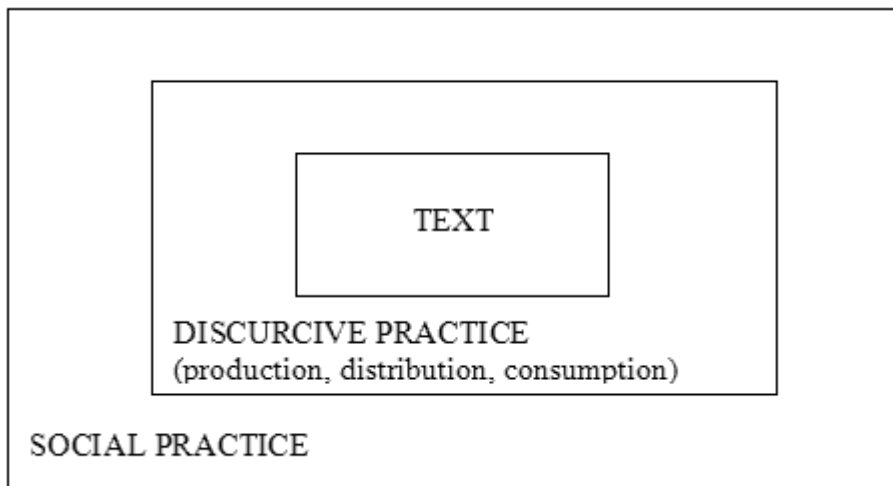 TEXT
DISCURCIVE PRACTICE
(production, distribution, consumption)
SOCIAL PRACTICE